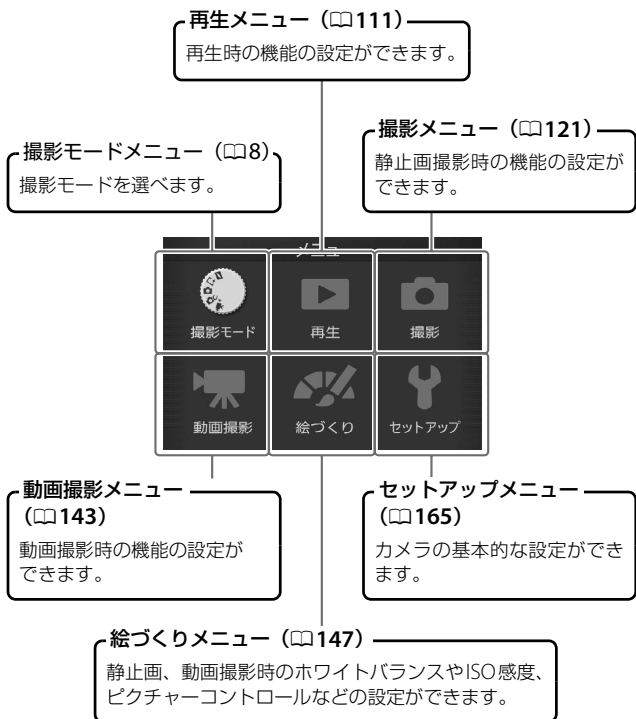 再生メニュー（111）
再生時の機能の設定ができます。
撮影モードメニュー（8）
撮影モードを選べます。
撮影メニュー（121）
静止画撮影時の機能の設定が
できます。
メニュー
撮影モード
再生
撮影
動画撮影
絵づくり
セットアップ
動画撮影メニュー
（143）
動画撮影時の機能の設定が
できます。
セットアップメニュー
（165）
カメラの基本的な設定ができ
ます。
絵づくりメニュー（147）
静止画、動画撮影時のホワイトバランスやISO感度、
ピクチャーコントロールなどの設定ができます。